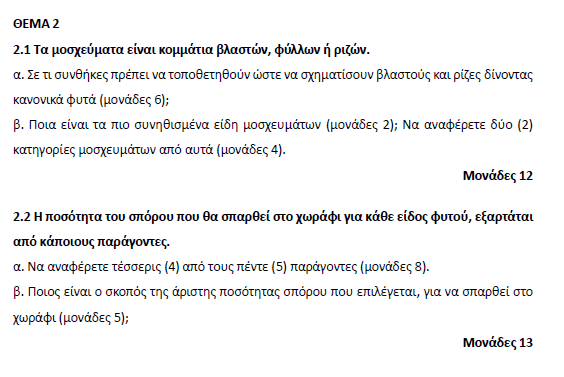 ΘΕΜΑ 2
2.1 Τα μοσχεύματα είναι κομμάτια βλαστών, φύλλων ή ριζών.
α. Σε τι συνθήκες πρέπει να τοποθετηθούν ώστε να σχηματίσουν βλαστούς και ρίζες δίνοντας
κανονικά φυτά (μονάδες 6);
β. Ποια είναι τα πιο συνηθισμένα είδη μοσχευμάτων (μονάδες 2); Να αναφέρετε δύο (2)
κατηγορίες μοσχευμάτων από αυτά (μονάδες 4).
Μονάδες 12
2.2 Η ποσότητα του σπόρου που θα σπαρθεί στο χωράφι για κάθε είδος φυτού, εξαρτάται
από κάποιους παράγοντες.
α. Να αναφέρετε τέσσερις (4) από τους πέντε (5) παράγοντες (μονάδες 8).
β. Ποιος είναι ο σκοπός της άριστης ποσότητας σπόρου που επιλέγεται, για να σπαρθεί στο
χωράφι (μονάδες 5);
Μονάδες 13